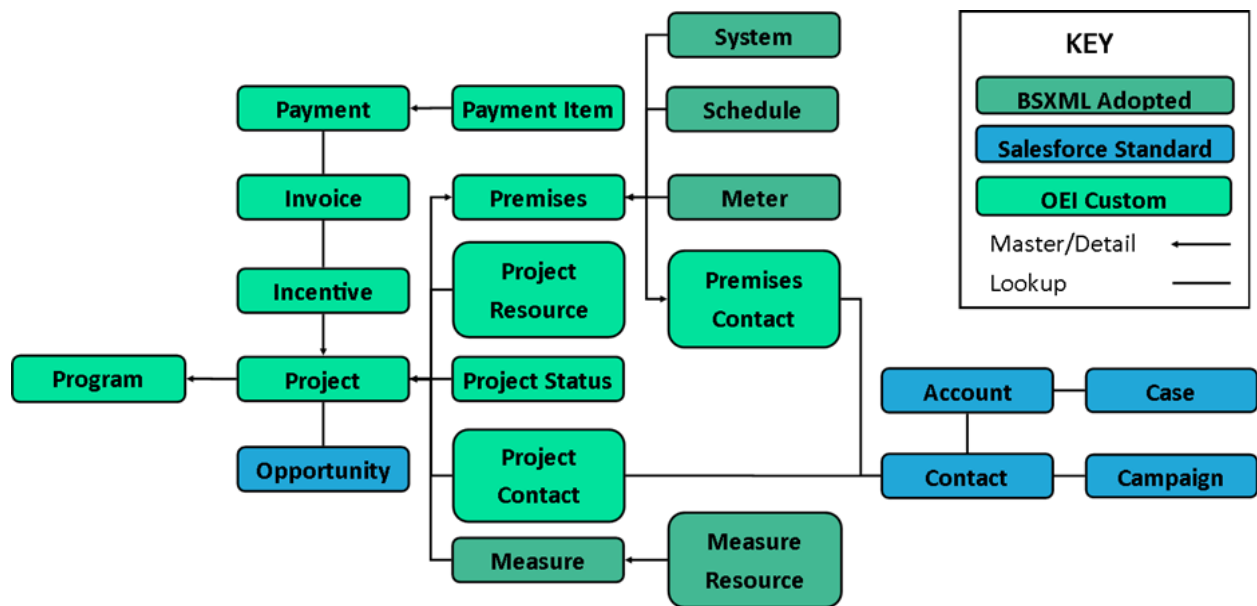 System
Payment
Payment Item
Schedule
Invoice
Premises
Meter
Incentive
Project
Resource
Premises
Contact
Program
Project
Project Status
Account
Case
Opportunity
Project
Contact
Contact
Campaign
Measure
Measure
Resource
KEY
BSXML Adopted
Salesforce Standard
OEI Custom
Master/Detail
Lookup